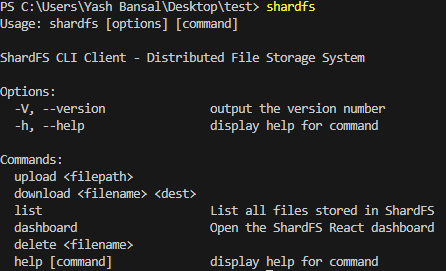 PS C:\Users\Yash Bansal\Desktop\test> shardfs
Usage: shardfs [options] [command]
ShardFS CLI Client - Distributed File Storage System
Options:
-V, --version output the version number
-h, --help display help for command
Commands:
upload <filepath>
download <filename> <dest>
list List all files stored in ShardFS
dashboard Open the ShardFS React dashboard
delete <filename>
help [command] display help for command